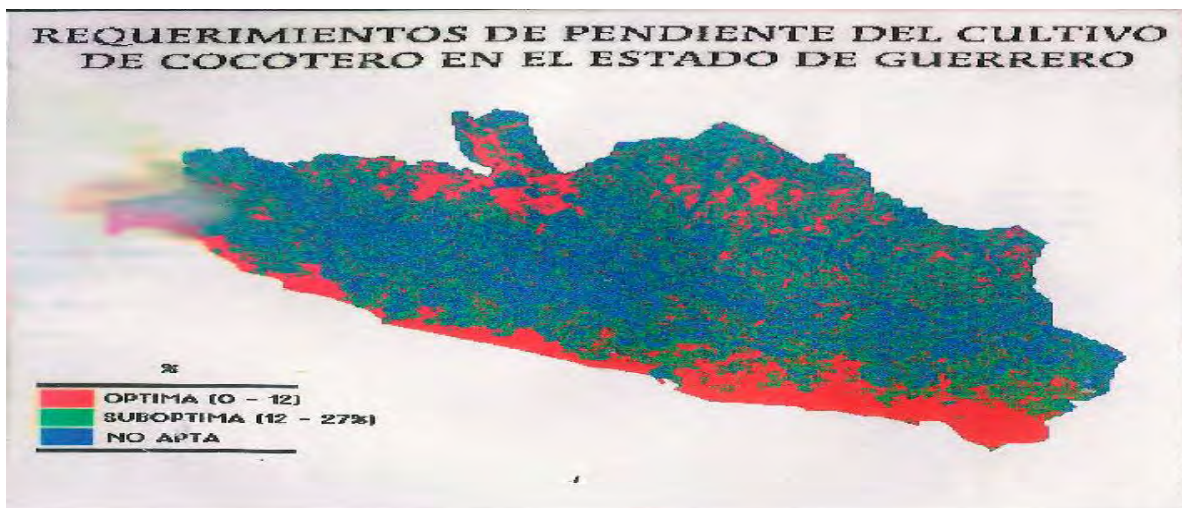 REQUERIMIENTOS DE PENDIENTE DEL CULTIVO
DE COCOTERO EN EL ESTADO DE GUERRERO
%
OPTIMA (0 - 12)
SUBOPTIMA (12 - 27%)
NO APTA